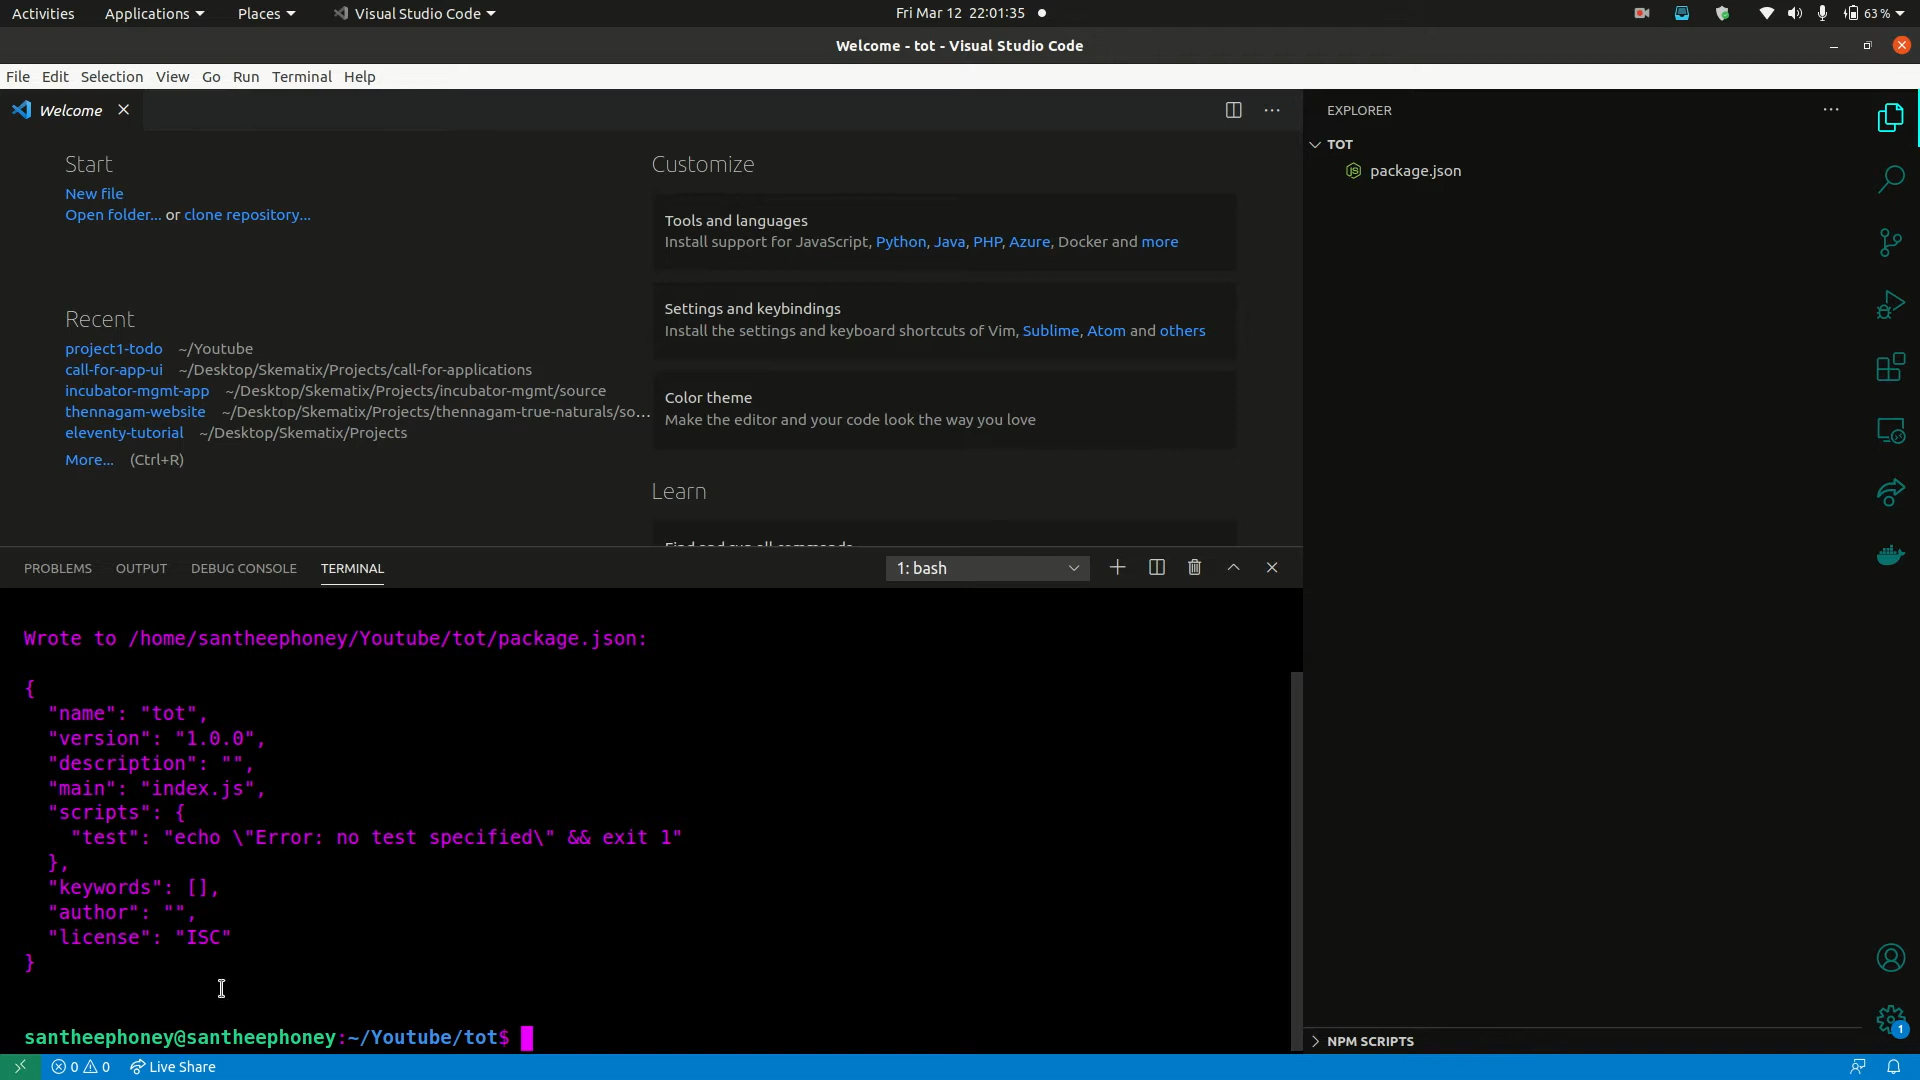 Activities Applications Places Visual Studio Code Fri Mar 12 22:01:35 63 %
Welcome - tot - Visual Studio Code
File Edit Selection View Go Run Terminal Help
Welcome
Start
New file
Open folder... or clone repository...
Recent
project1-todo ~/Youtube
call-for-app-ui ~/Desktop/Skematix/Projects/call-for-applications
incubator-mgmt-app ~/Desktop/Skematix/Projects/incubator-mgmt/source
thennagam-website ~/Desktop/Skematix/Projects/thennagam-true-naturals/so...
eleventy-tutorial ~/Desktop/Skematix/Projects
More... (Ctrl+R)
Customize
Tools and languages
Install support for JavaScript, Python, Java, PHP, Azure, Docker and more
Settings and keybindings
Install the settings and keyboard shortcuts of Vim, Sublime, Atom and others
Color theme
Make the editor and your code look the way you love
Learn
Find and run all commands
EXPLORER
TOT
package.json
NPM SCRIPTS
PROBLEMS OUTPUT DEBUG CONSOLE TERMINAL 1: bash
Wrote to /home/santheephoney/Youtube/tot/package.json:
{
"name": "tot",
"version": "1.0.0",
"description": "",
"main": "index.js",
"scripts": {
"test": "echo \"Error: no test specified\" && exit 1"
},
"keywords": [],
"author": "",
"license": "ISC"
}
santheephoney@santheephoney:~/Youtube/tot$
1
0 0 Live Share